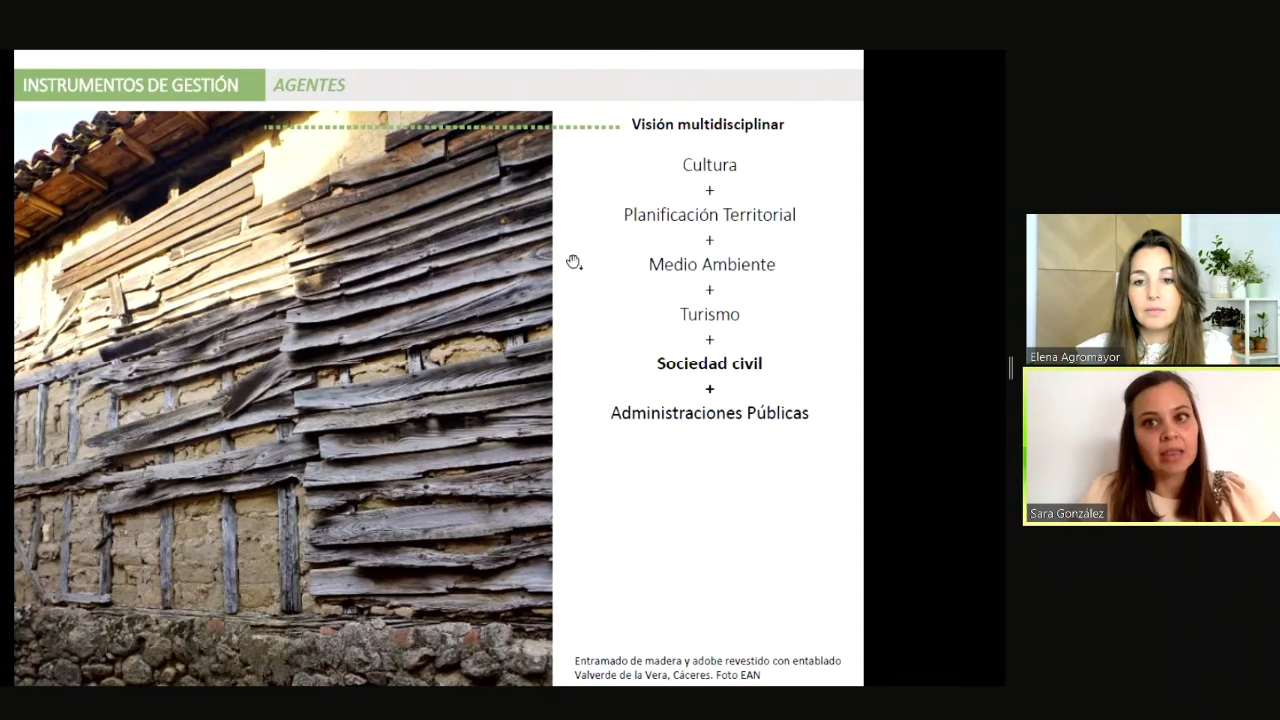 INSTRUMENTOS DE GESTIÓN
AGENTES
Visión multidisciplinar
Cultura
+
Planificación Territorial
+
Medio Ambiente
+
Turismo
+
Sociedad civil
+
Administraciones Públicas
Entramado de madera y adobe revestido con entablado
Valverde de la Vera, Cáceres. Foto EAN
Elena Agromayor
Sara González